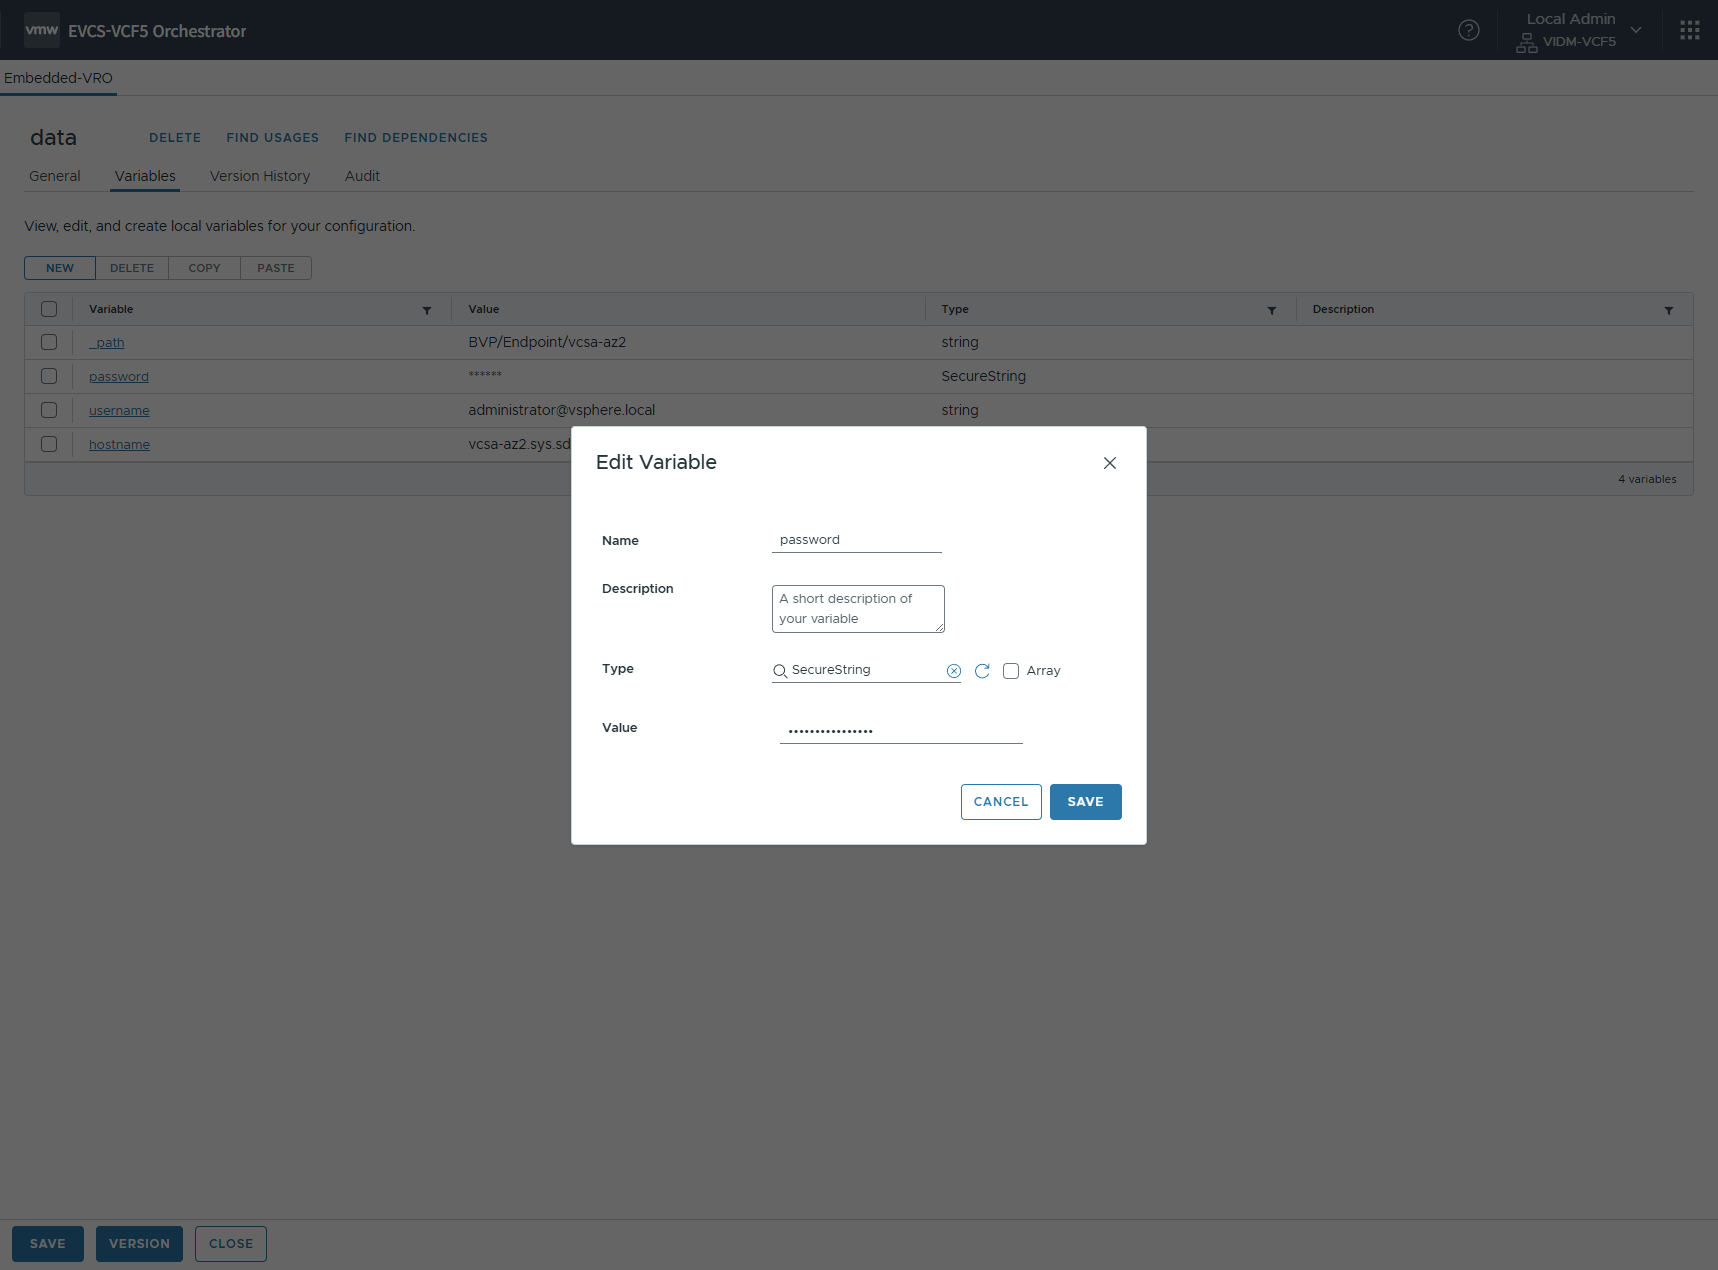 vmw EVCS-VCF5 Orchestrator
Local Admin
VIDM-VCF5
Embedded-VRO
data DELETE FIND USAGES FIND DEPENDENCIES
General Variables Version History Audit
View, edit, and create local variables for your configuration.
NEW DELETE COPY PASTE
Variable Value Type Description
_path BVP/Endpoint/vcsa-az2 string
password ****** SecureString
username administrator@vsphere.local string
hostname vcsa-az2.sys.sd
4 variables
Edit Variable
Name password
Description A short description of
your variable
Type SecureString Array
Value ••••••••••••••••
CANCEL SAVE
SAVE VERSION CLOSE